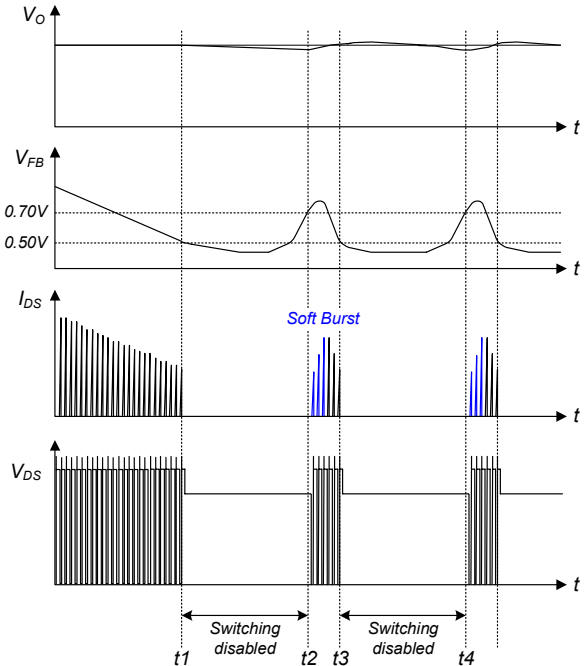 V_O
t
V_FB
0.70V
0.50V
t
I_DS
Soft Burst
t
V_DS
t
Switching
disabled
Switching
disabled
t1
t2
t3
t4